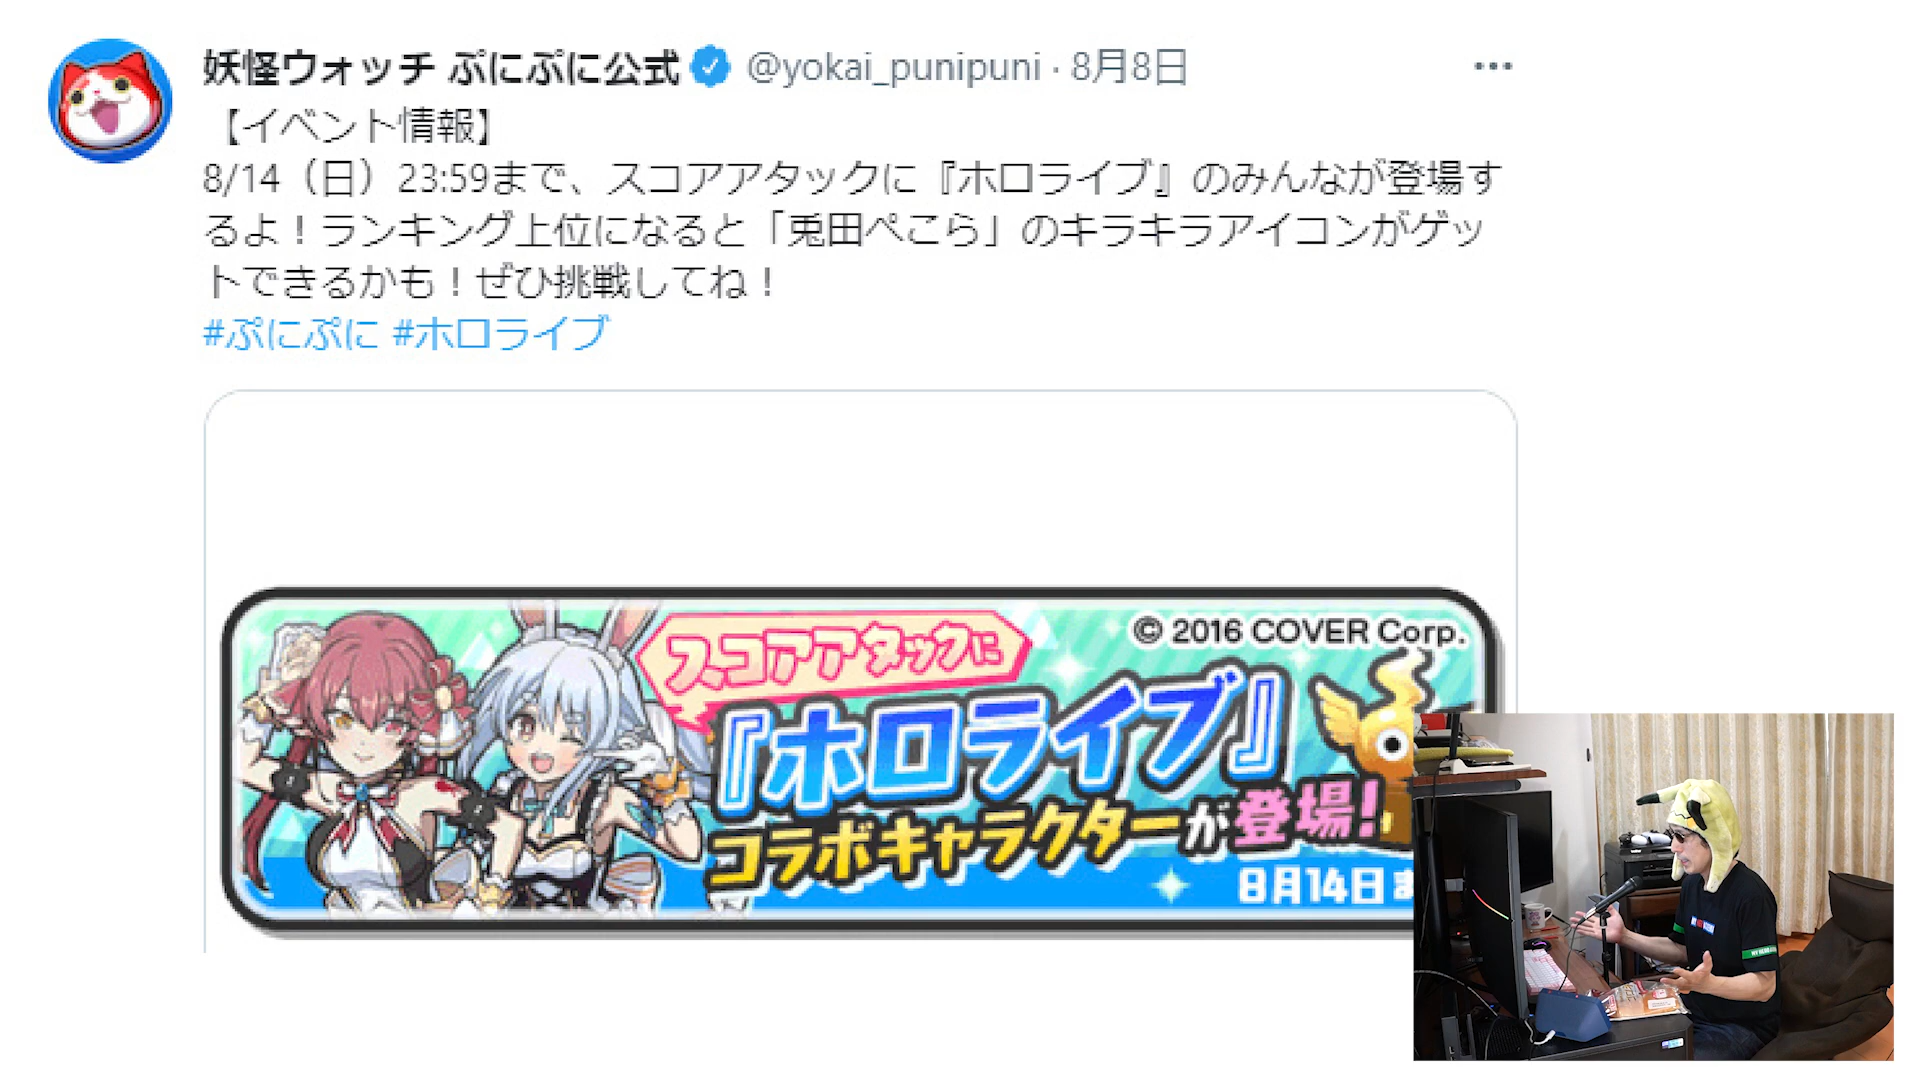 妖怪ウォッチ ぷにぷに公式 @yokai_punipuni · 8月8日
【イベント情報】
8/14（日）23:59まで、スコアアタックに『ホロライブ』のみんなが登場す
るよ！ランキング上位になると「兎田ぺこら」のキラキラアイコンがゲッ
トできるかも！ぜひ挑戦してね！
#ぷにぷに #ホロライブ
© 2016 COVER Corp.
スコアアタックに
『ホロライブ』
コラボキャラクターが登場!
8月14日ま